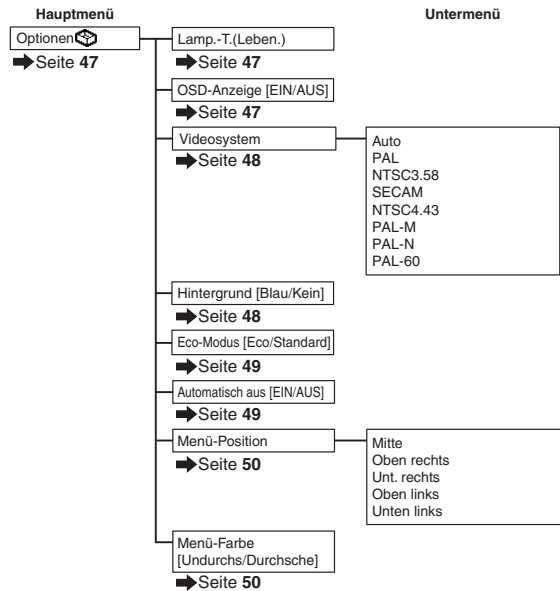 Hauptmenü
Untermenü
Optionen
Seite 47
Lamp.-T.(Leben.)
Seite 47
OSD-Anzeige [EIN/AUS]
Seite 47
Videosystem
Seite 48
Auto
PAL
NTSC3.58
SECAM
NTSC4.43
PAL-M
PAL-N
PAL-60
Hintergrund [Blau/Kein]
Seite 48
Eco-Modus [Eco/Standard]
Seite 49
Automatisch aus [EIN/AUS]
Seite 49
Menü-Position
Seite 50
Mitte
Oben rechts
Unt. rechts
Oben links
Unten links
Menü-Farbe
[Undurchs/Durchsche]
Seite 50